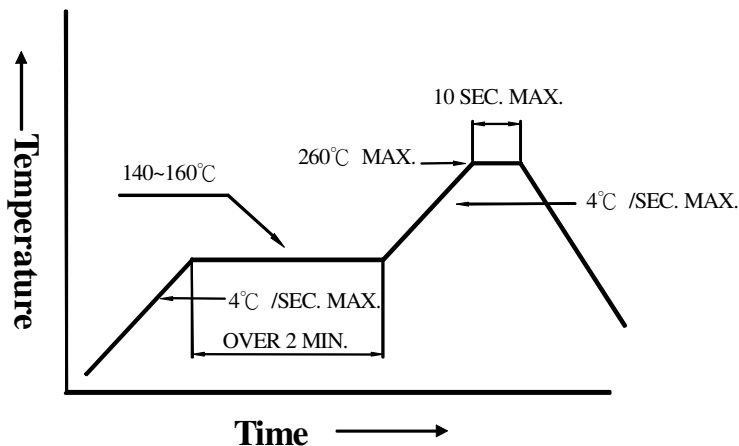 10 SEC. MAX.
260℃ MAX.
140~160℃
4℃ /SEC. MAX.
4℃ /SEC. MAX.
OVER 2 MIN.
Temperature
Time